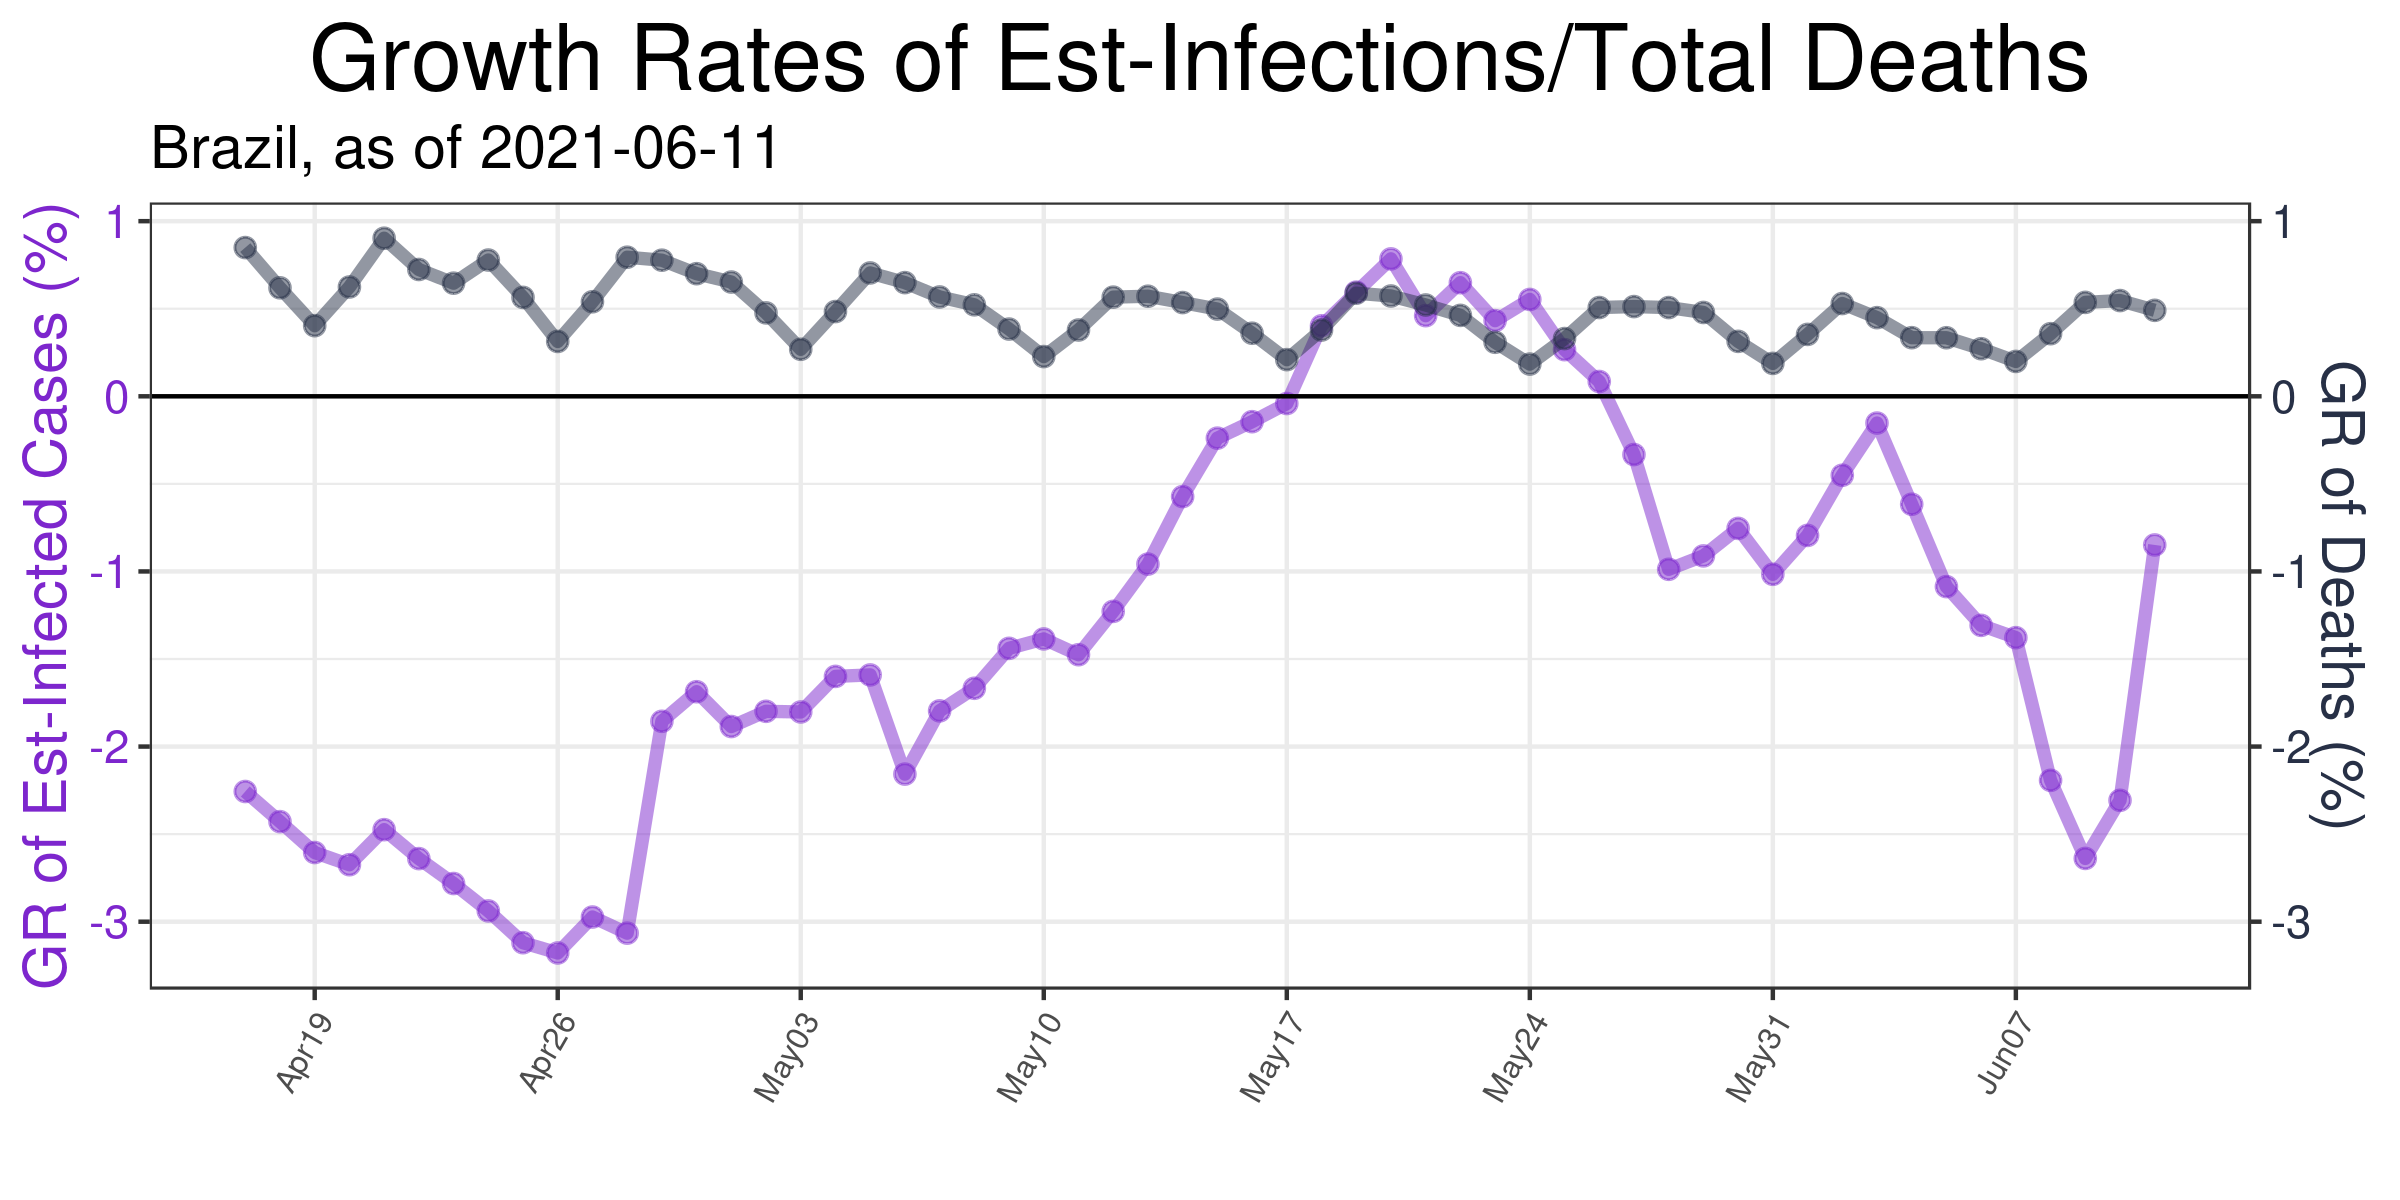 Growth Rates of Est-Infections/Total Deaths
Brazil, as of 2021-06-11
GR of Est-Infected Cases (%)
1
0
-1
-2
-3
1
0
-1
-2
-3
GR of Deaths (%)
Apr19
Apr26
May03
May10
May17
May24
May31
Jun07